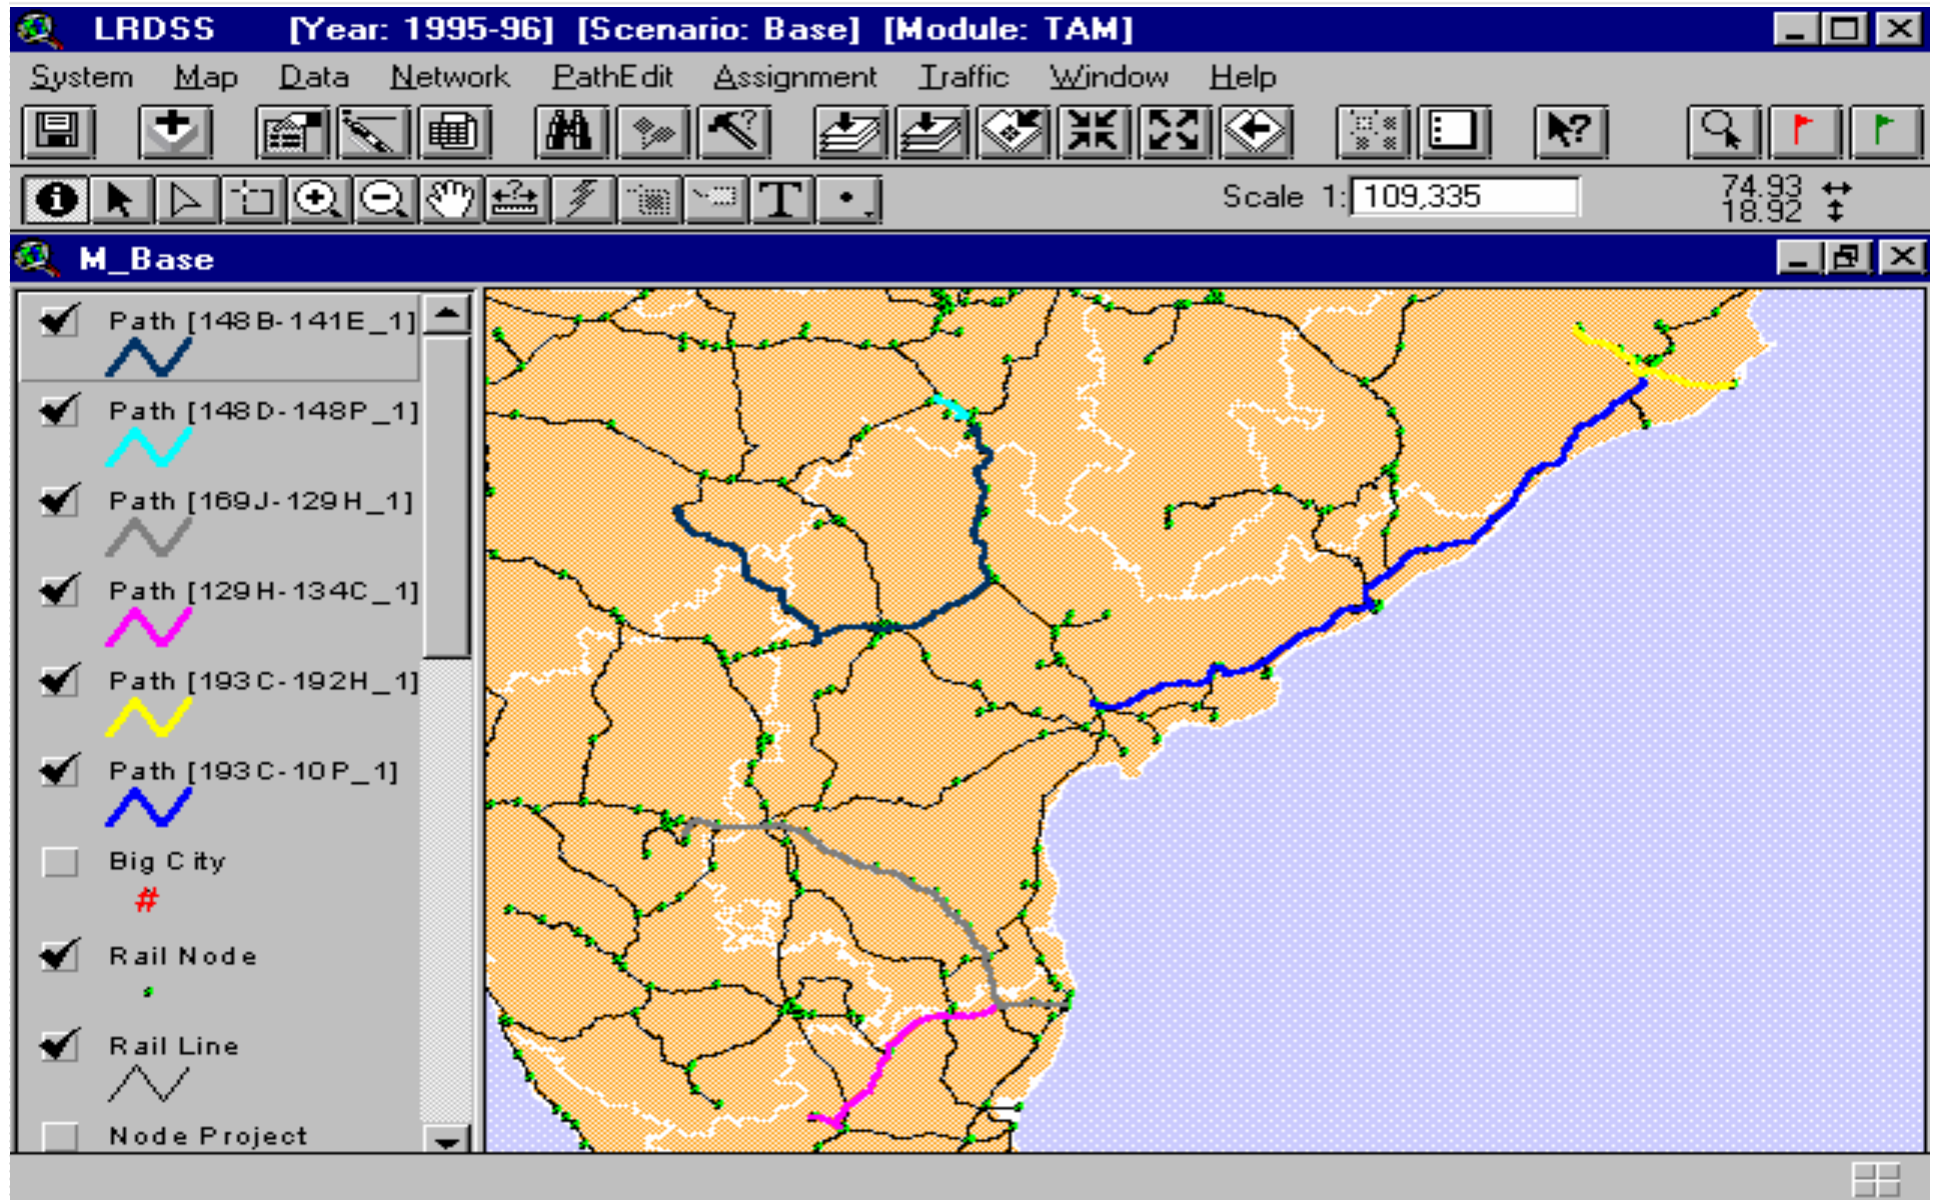 LRDSS [Year: 1995-96] [Scenario: Base] [Module: TAM]
System Map Data Network PathEdit Assignment Traffic Window Help
Scale 1: 109,335
74.93
18.92
M_Base
Path [148B-141E_1]
Path [148D-148P_1]
Path [169J-129H_1]
Path [129H-134C_1]
Path [193C-192H_1]
Path [193C-10P_1]
Big City
#
Rail Node
Rail Line
Node Project